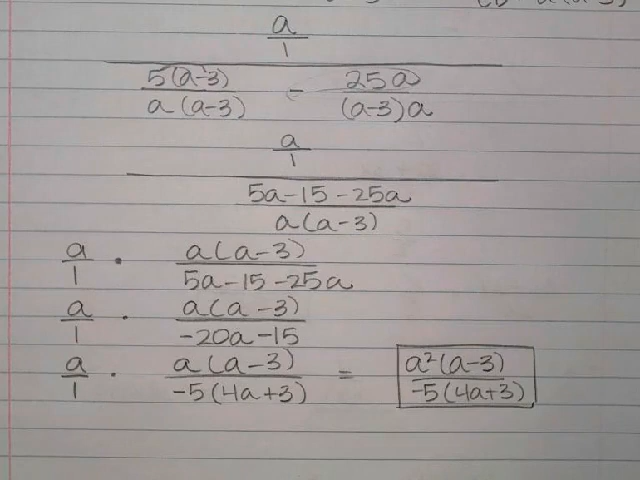 a/1
5(a-3)/a(a-3) - 25a/(a-3)a
a/1
5a-15-25a/a(a-3)
a/1 · a(a-3)/5a-15-25a
a/1 · a(a-3)/-20a-15
a/1 · a(a-3)/-5(4a+3) = a²(a-3)/-5(4a+3)